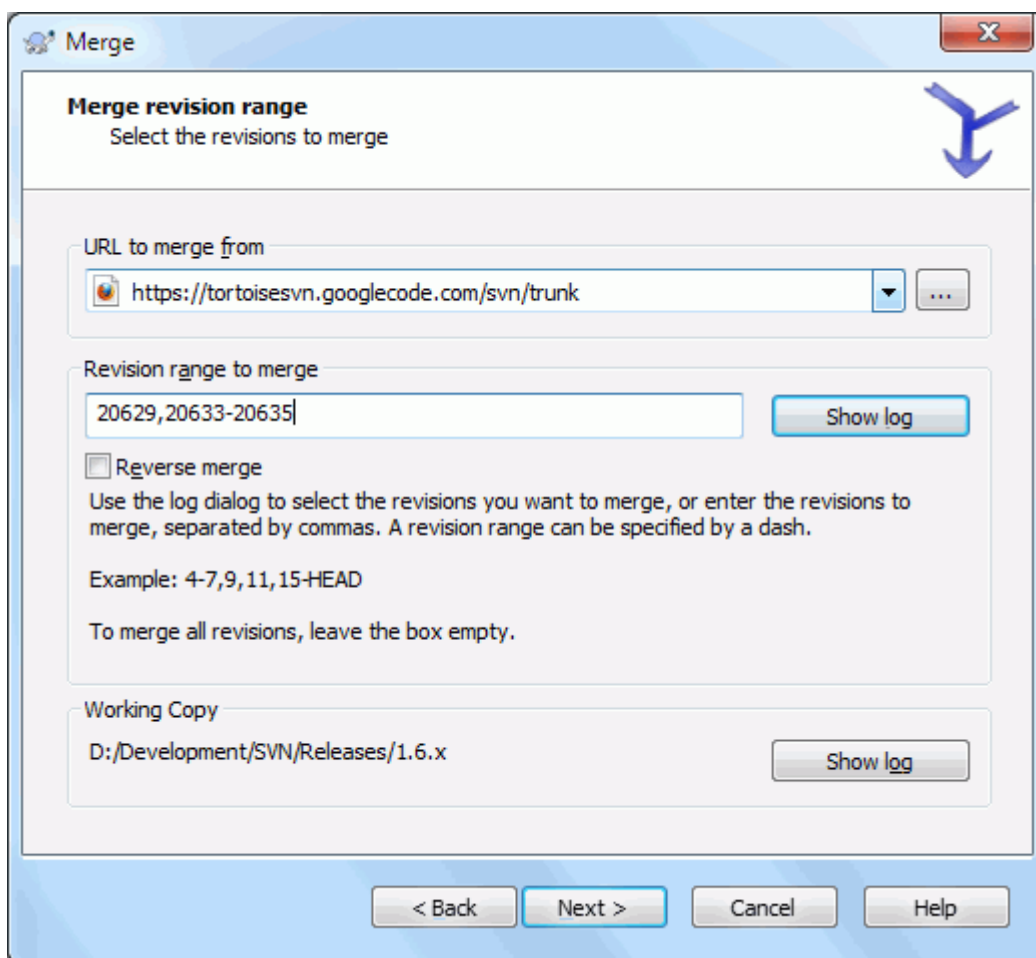 Merge
Merge revision range
Select the revisions to merge
URL to merge from
https://tortoisesvn.googlecode.com/svn/trunk
...
Revision range to merge
20629,20633-20635
Show log
Reverse merge
Use the log dialog to select the revisions you want to merge, or enter the revisions to
merge, separated by commas. A revision range can be specified by a dash.
Example: 4-7,9,11,15-HEAD
To merge all revisions, leave the box empty.
Working Copy
D:/Development/SVN/Releases/1.6.x
Show log
< Back
Next >
Cancel
Help